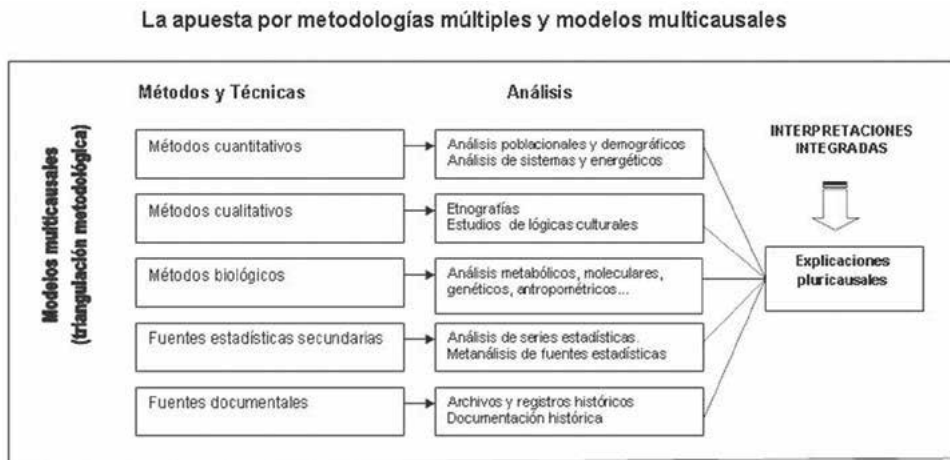 La apuesta por metodologías múltiples y modelos multicausales
Modelos multicausales
(triangulación metodológica)
Métodos y Técnicas
Análisis
Métodos cuantitativos
Análisis poblacionales y demográficos
Análisis de sistemas y energéticos
Métodos cualitativos
Etnografías
Estudios de lógicas culturales
Métodos biológicos
Análisis metabólicos, moleculares,
genéticos, antropométricos...
Fuentes estadísticas secundarias
Análisis de series estadísticas.
Metanálisis de fuentes estadísticas
Fuentes documentales
Archivos y registros históricos
Documentación histórica
INTERPRETACIONES
INTEGRADAS
Explicaciones
pluricausales